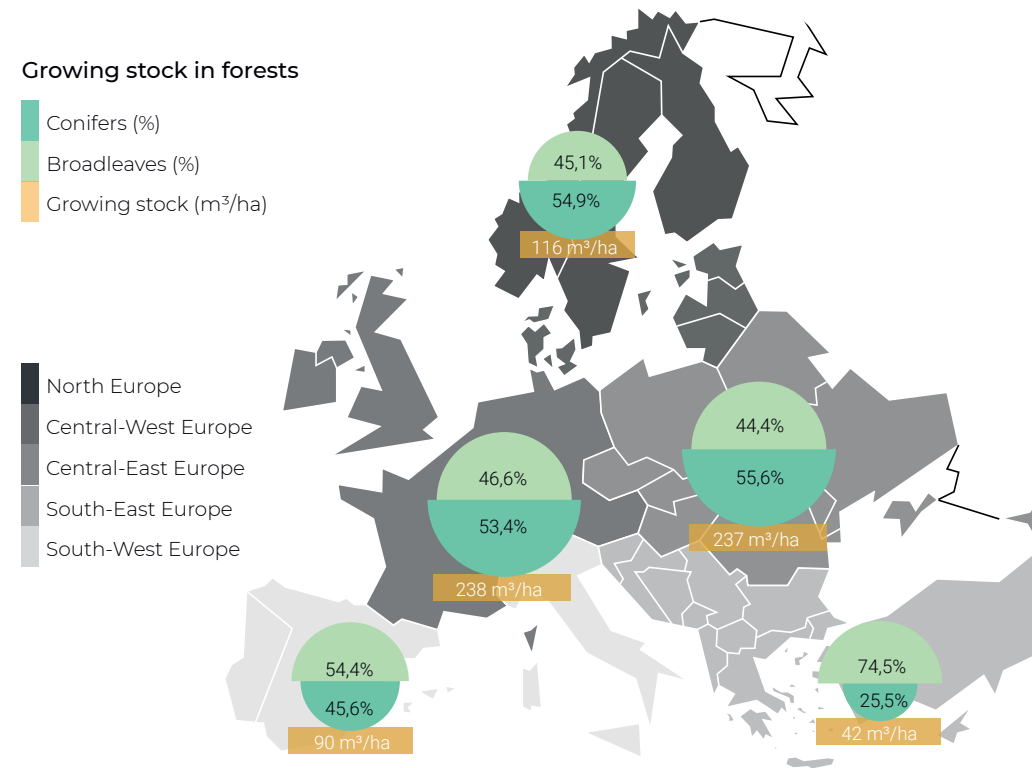 Growing stock in forests
Conifers (%)
Broadleaves (%)
Growing stock (m³/ha)
45,1%
54,9%
116 m³/ha
North Europe
Central-West Europe
Central-East Europe
South-East Europe
South-West Europe
46,6%
53,4%
238 m³/ha
44,4%
55,6%
237 m³/ha
54,4%
45,6%
90 m³/ha
74,5%
25,5%
42 m³/ha